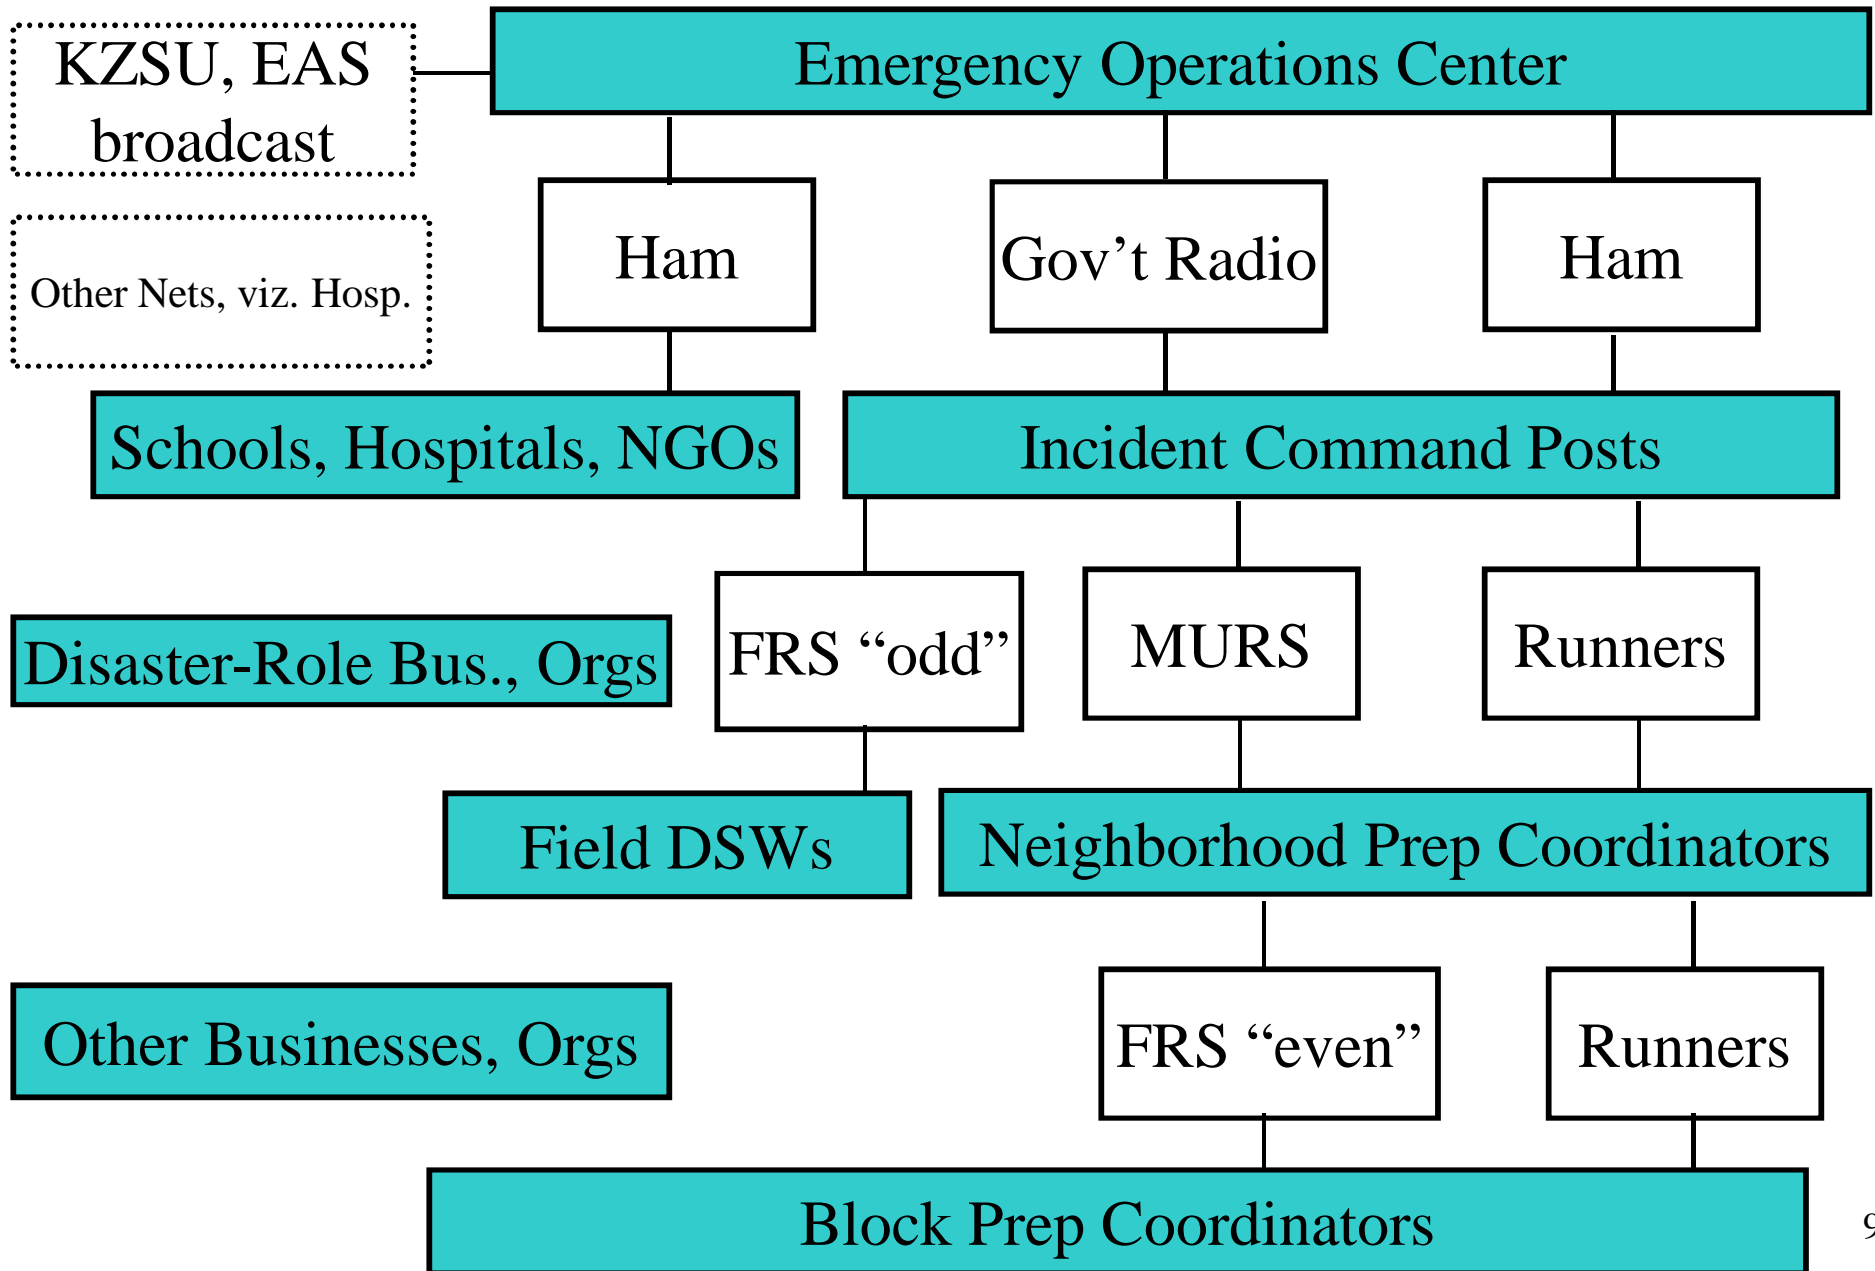 KZSU, EAS
broadcast
Emergency Operations Center
Other Nets, viz. Hosp.
Ham
Gov’t Radio
Ham
Schools, Hospitals, NGOs
Incident Command Posts
Disaster-Role Bus., Orgs
FRS “odd”
MURS
Runners
Field DSWs
Neighborhood Prep Coordinators
Other Businesses, Orgs
FRS “even”
Runners
Block Prep Coordinators
9